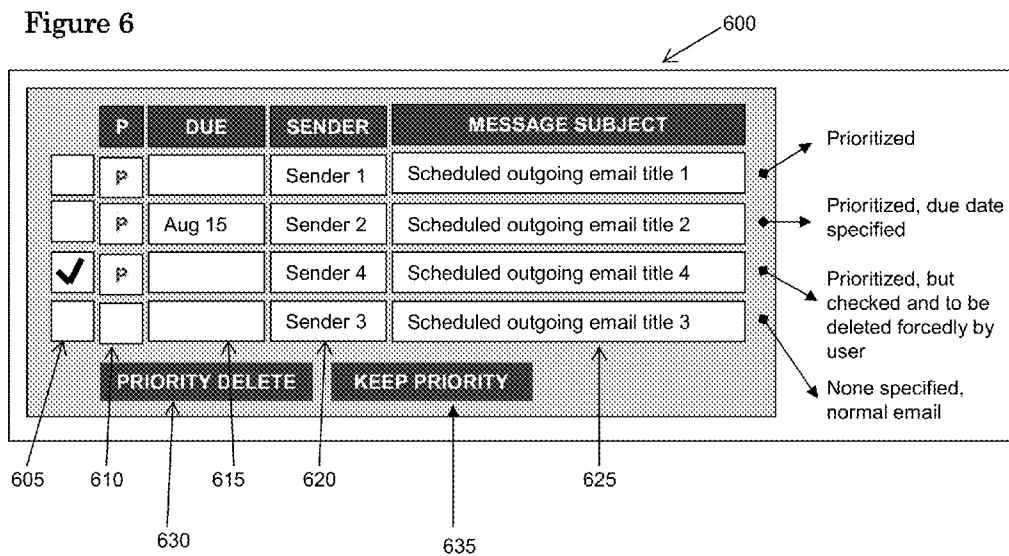 Figure 6
600
P DUE SENDER MESSAGE SUBJECT
P Sender 1 Scheduled outgoing email title 1
Prioritized
P Aug 15 Sender 2 Scheduled outgoing email title 2
Prioritized, due date
specified
P Sender 4 Scheduled outgoing email title 4
Prioritized, but
checked and to be
deleted forcedly by
user
Sender 3 Scheduled outgoing email title 3
None specified,
normal email
PRIORITY DELETE KEEP PRIORITY
605 610 615 620 625
630 635